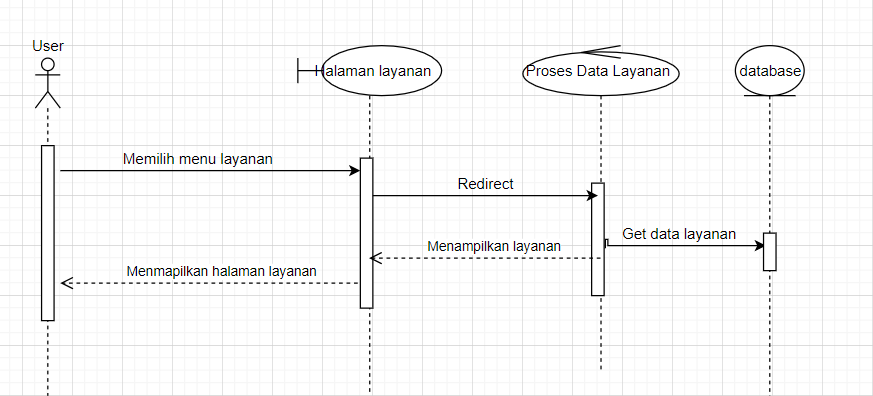 User
Halaman layanan
Proses Data Layanan
database
Memilih menu layanan
Redirect
Get data layanan
Menampilkan layanan
Menmapilkan halaman layanan